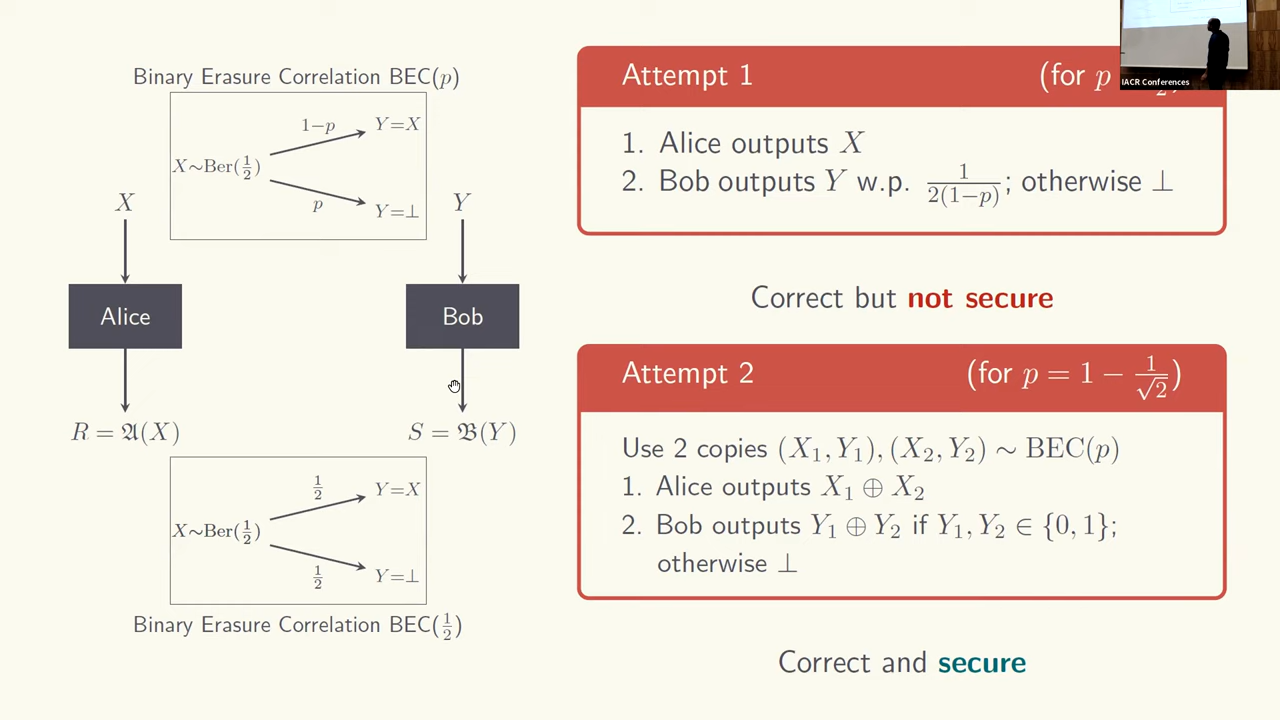 Binary Erasure Correlation BEC(p)
1−p
Y=X
X∼Ber(1/2)
p
Y=⊥
X
Y
Alice
Bob
R = 𝔄(X)
S = 𝔅(Y)
1/2
Y=X
X∼Ber(1/2)
1/2
Y=⊥
Binary Erasure Correlation BEC(1/2)
Attempt 1 (for p
IACR Conferences
1. Alice outputs X
2. Bob outputs Y w.p. 1/2(1−p); otherwise ⊥
Correct but not secure
Attempt 2 (for p = 1 − 1/√2)
Use 2 copies (X₁, Y₁), (X₂, Y₂) ∼ BEC(p)
1. Alice outputs X₁ ⊕ X₂
2. Bob outputs Y₁ ⊕ Y₂ if Y₁, Y₂ ∈ {0, 1};
otherwise ⊥
Correct and secure